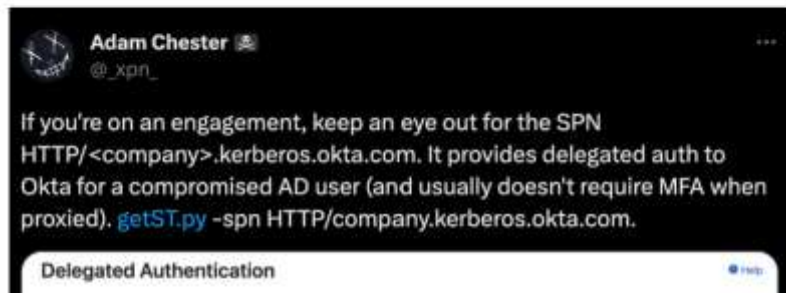 Adam Chester
@_xpn_
If you're on an engagement, keep an eye out for the SPN
HTTP/<company>.kerberos.okta.com. It provides delegated auth to
Okta for a compromised AD user (and usually doesn't require MFA when
proxied). getST.py -spn HTTP/company.kerberos.okta.com.
Delegated Authentication
Help